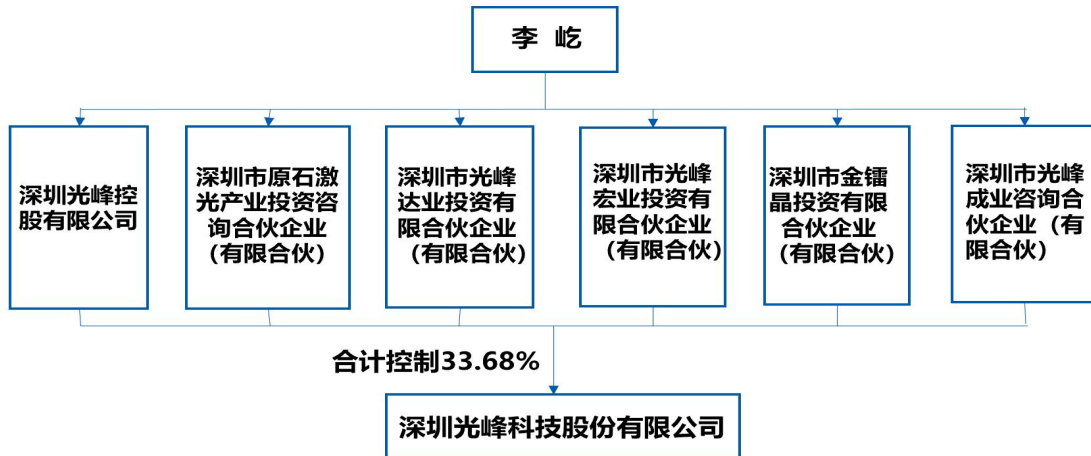 李 屹
深圳光峰控
股有限公司
深圳市原石激
光产业投资咨
询合伙企业
（有限合伙）
深圳市光峰
达业投资有
限合伙企业
（有限合伙）
深圳市光峰
宏业投资有
限合伙企业
（有限合伙）
深圳市金镭
晶投资有限
合伙企业
（有限合伙）
深圳市光峰
成业咨询合
伙企业（有
限合伙）
合计控制33.68%
深圳光峰科技股份有限公司